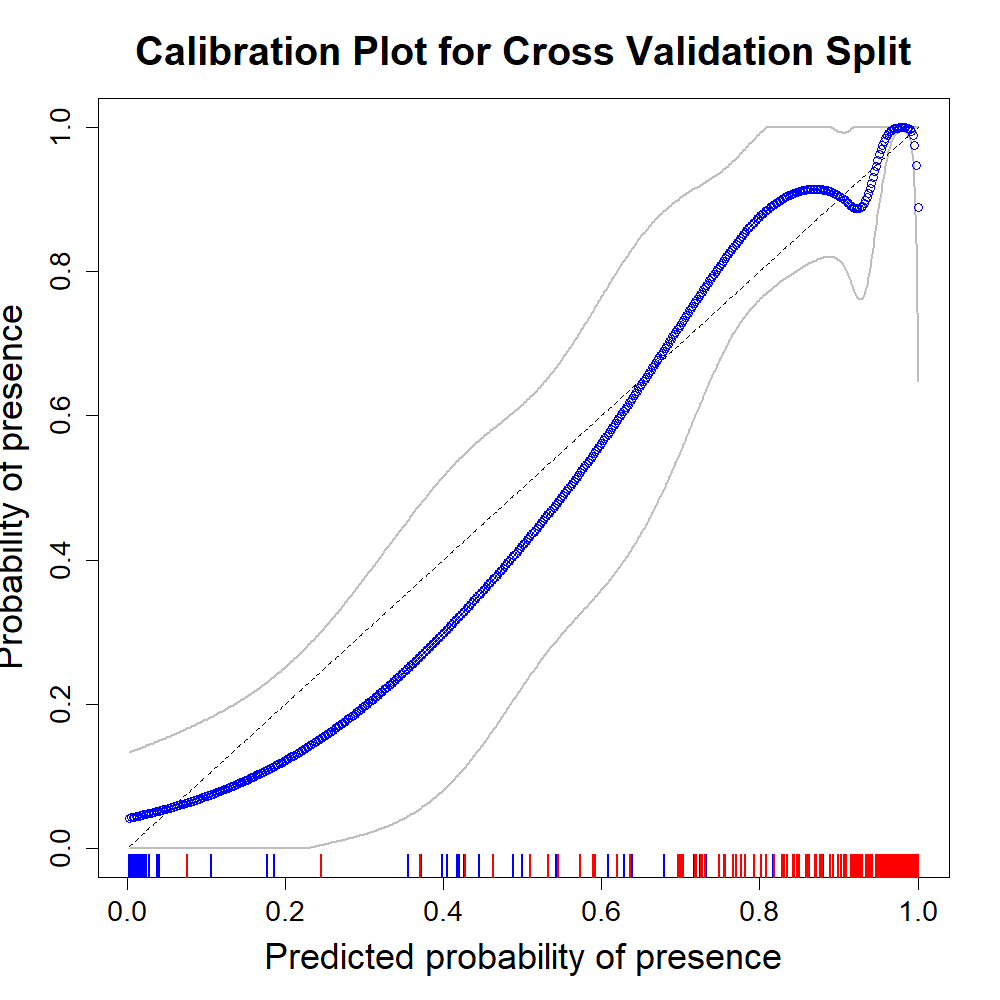 Calibration Plot for Cross Validation Split
Probability of presence
1.0
0.8
0.6
0.4
0.2
0.0
0.0 0.2 0.4 0.6 0.8 1.0
Predicted probability of presence